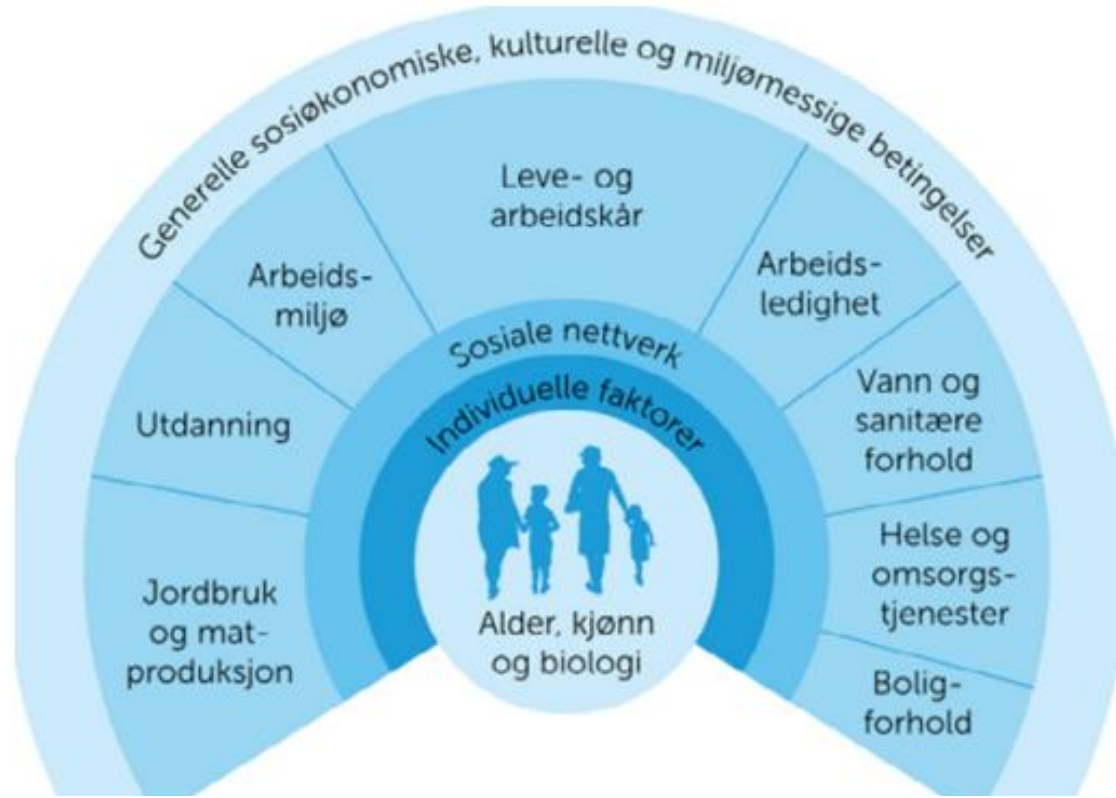 Generelle sosiøkonomiske, kulturelle og miljømessige betingelser
Leve- og
arbeidskår
Arbeids-
miljø
Arbeids-
ledighet
Utdanning
Vann og
sanitære
forhold
Jordbruk
og mat-
produksjon
Helse og
omsorgs-
tjenester
Bolig-
forhold
Sosiale nettverk
Individuelle faktorer
Alder, kjønn
og biologi